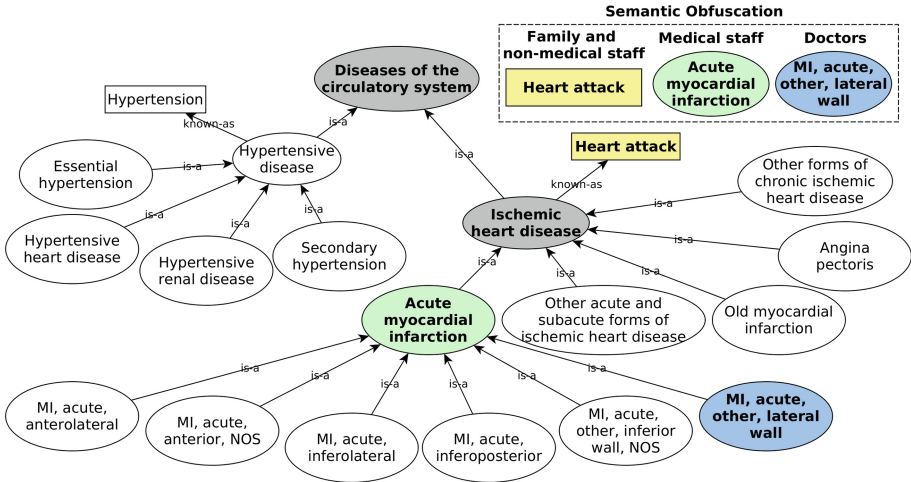 Semantic Obfuscation
Family and
non-medical staff
Heart attack
Medical staff
Acute
myocardial
infarction
Doctors
MI, acute,
other, lateral
wall
Diseases of the
circulatory system
Hypertension
known-as
is-a
is-a
Hypertensive
disease
Heart attack
known-as
Essential
hypertension
is-a
Other forms of
chronic ischemic
heart disease
is-a
Hypertensive
heart disease
is-a
Hypertensive
renal disease
is-a
Secondary
hypertension
is-a
Ischemic
heart disease
Angina
pectoris
is-a
is-a
is-a
is-a
Acute
myocardial
infarction
Other acute and
subacute forms of
ischemic heart disease
Old myocardial
infarction
is-a
is-a
is-a
is-a
is-a
is-a
MI, acute,
anterolateral
MI, acute,
anterior, NOS
MI, acute,
inferolateral
MI, acute,
inferoposterior
MI, acute,
other, inferior
wall, NOS
MI, acute,
other, lateral
wall